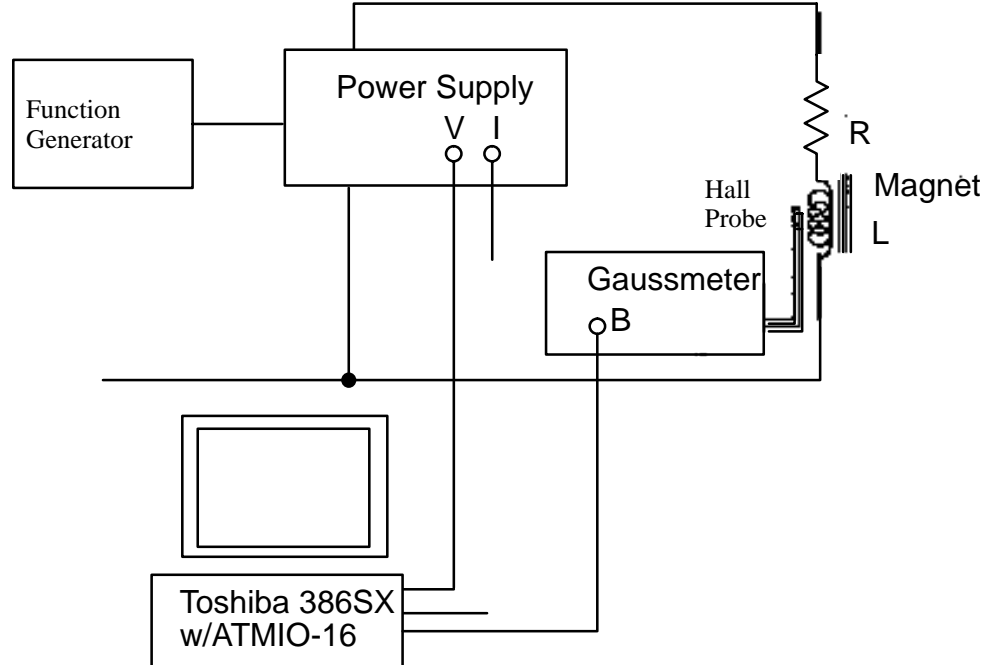 Power Supply
V I
Function
Generator
R
Hall
Probe
Magnet
L
Gaussmeter
B
Toshiba 386SX
w/ATMIO-16